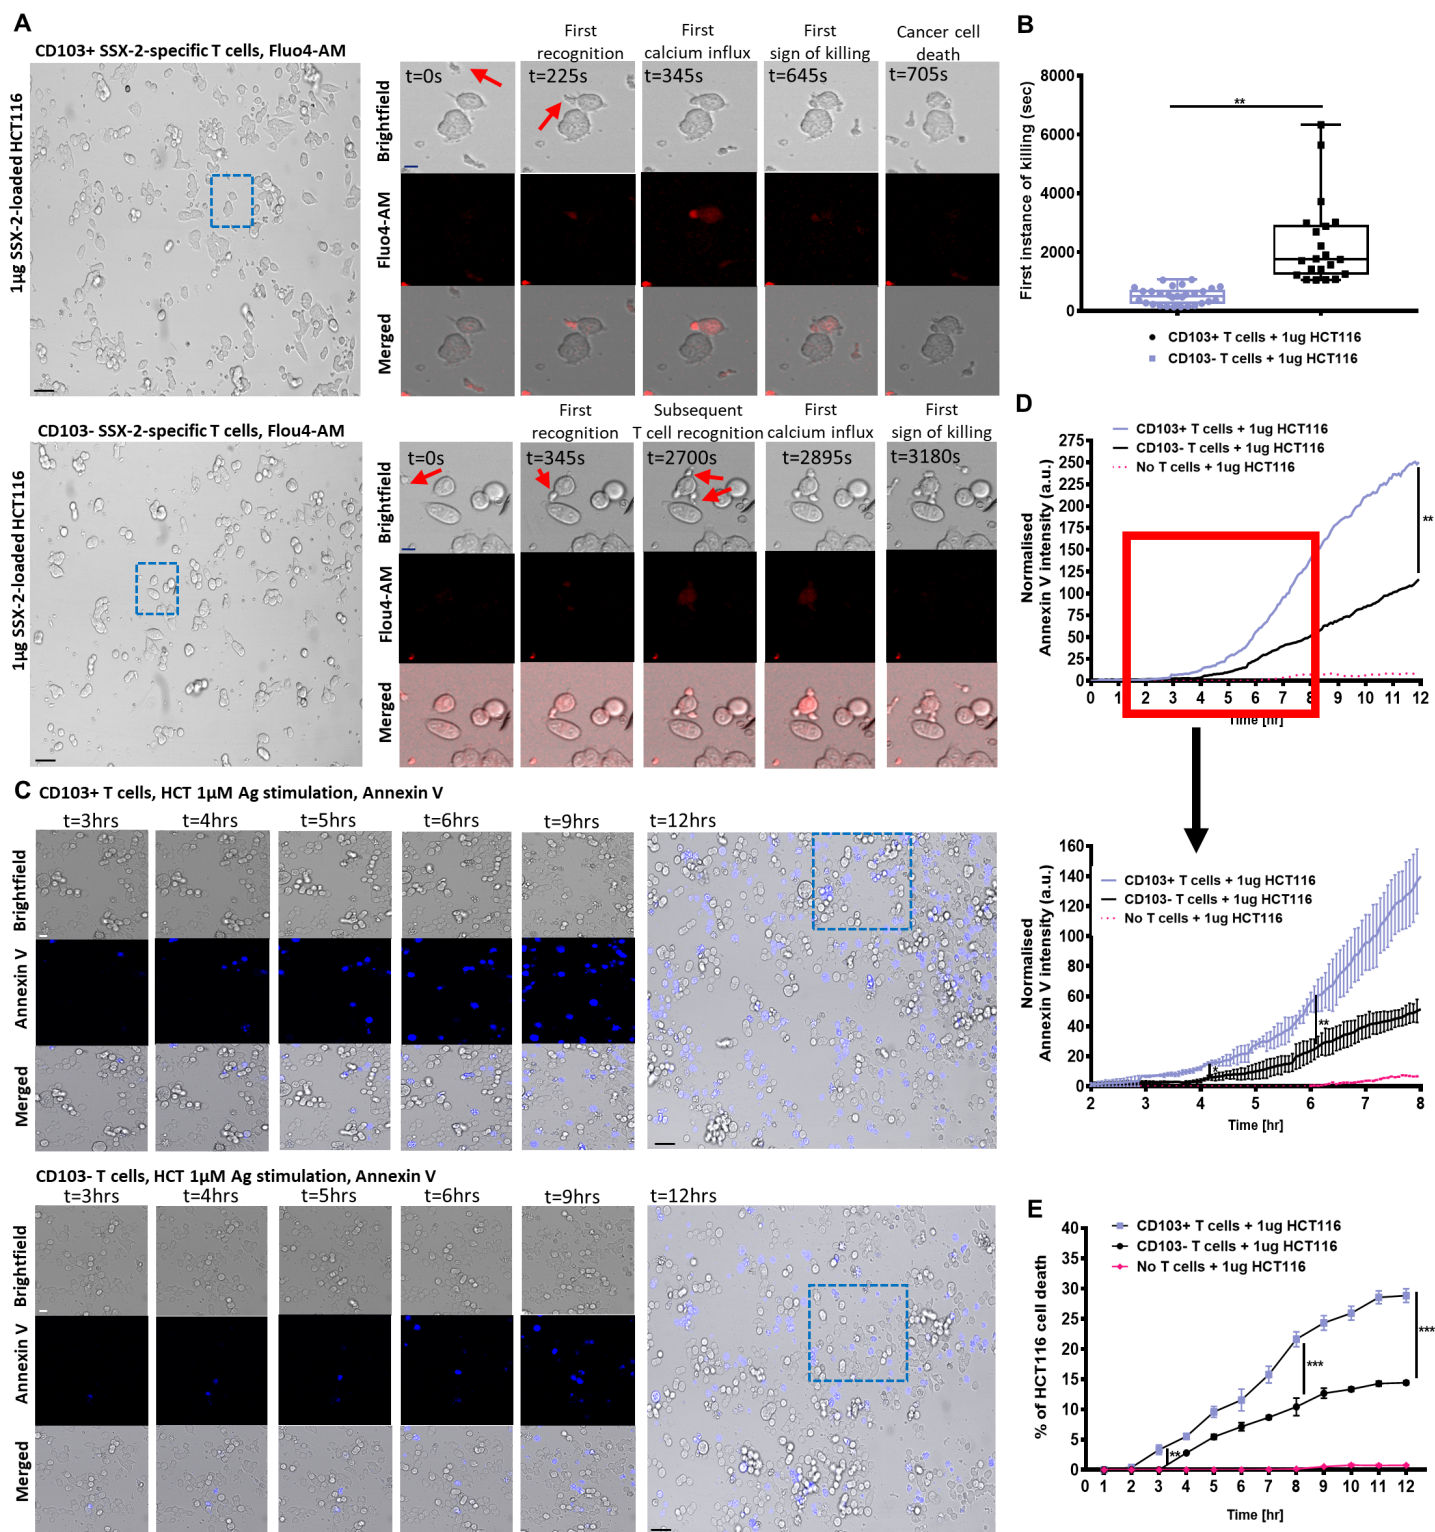 A
CD103+ SSX-2-specific T cells, Fluo4-AM
1µg SSX-2-loaded HCT116
First
recognition
First
calcium influx
First
sign of killing
Cancer cell
death
t=0s
t=225s
t=345s
t=645s
t=705s
Brightfield
Fluo4-AM
Merged
CD103- SSX-2-specific T cells, Flou4-AM
1µg SSX-2-loaded HCT116
First
recognition
Subsequent
T cell recognition
First
calcium influx
First
sign of killing
t=0s
t=345s
t=2700s
t=2895s
t=3180s
Brightfield
Flou4-AM
Merged
B
First instance of killing (sec)
8000
6000
4000
2000
0
**
CD103+ T cells + 1ug HCT116
CD103- T cells + 1ug HCT116
C
CD103+ T cells, HCT 1µM Ag stimulation, Annexin V
t=3hrs
t=4hrs
t=5hrs
t=6hrs
t=9hrs
t=12hrs
Brightfield
Annexin V
Merged
CD103- T cells, HCT 1µM Ag stimulation, Annexin V
t=3hrs
t=4hrs
t=5hrs
t=6hrs
t=9hrs
t=12hrs
Brightfield
Annexin V
Merged
D
CD103+ T cells + 1ug HCT116
CD103- T cells + 1ug HCT116
No T cells + 1ug HCT116
Normalised
Annexin V intensity (a.u.)
275
250
225
200
175
150
125
100
75
50
25
0
**
0 1 2 3 4 5 6 7 8 9 10 11 12
Time [hr]
CD103+ T cells + 1ug HCT116
CD103- T cells + 1ug HCT116
No T cells + 1ug HCT116
Normalised
Annexin V intensity (a.u.)
160
140
120
100
80
60
40
20
0
*
**
2 3 4 5 6 7 8
Time [hr]
E
CD103+ T cells + 1ug HCT116
CD103- T cells + 1ug HCT116
No T cells + 1ug HCT116
% of HCT116 cell death
40
35
30
25
20
15
10
5
0
**
***
***
0 1 2 3 4 5 6 7 8 9 10 11 12
Time [hr]